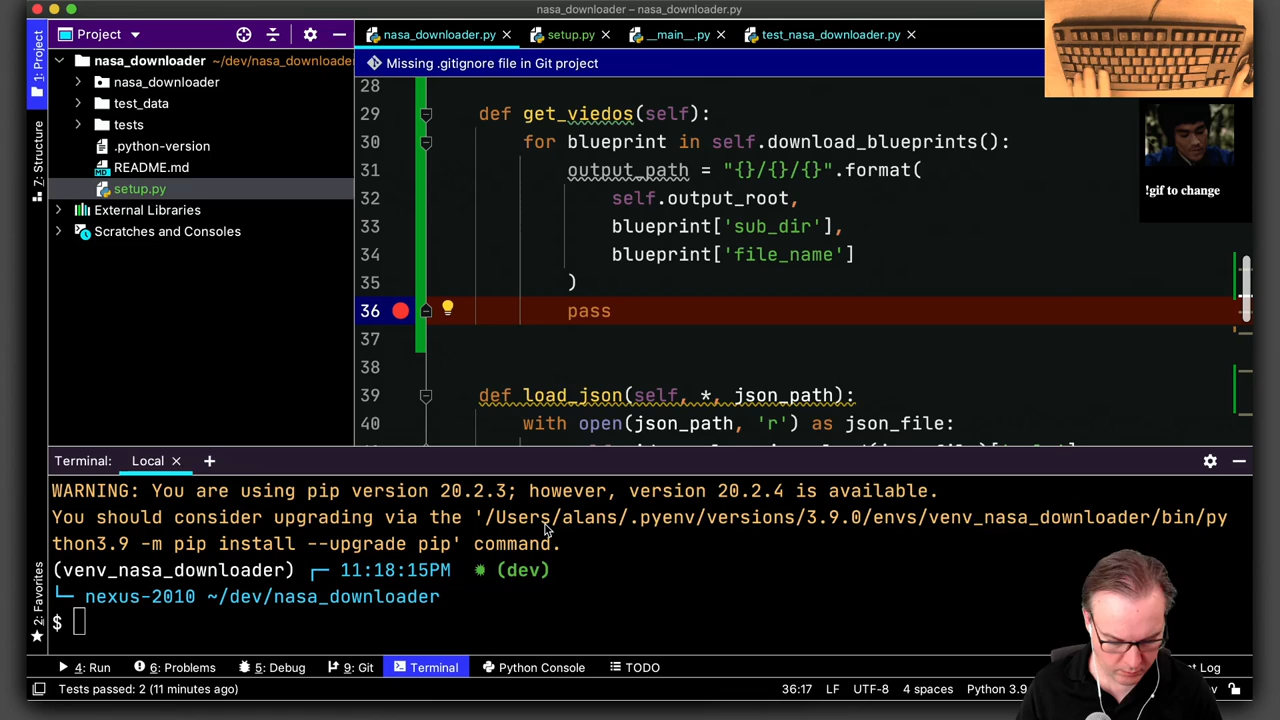 nasa_downloader – nasa_downloader.py
Project
nasa_downloader.py
setup.py
__main__.py
test_nasa_downloader.py
1: Project
nasa_downloader ~/dev/nasa_downloader
nasa_downloader
test_data
tests
.python-version
README.md
setup.py
External Libraries
Scratches and Consoles
7: Structure
2: Favorites
Missing .gitignore file in Git project
28
29 def get_viedos(self):
30 for blueprint in self.download_blueprints():
31 output_path = "{}/{}/{}".format(
32 self.output_root,
33 blueprint['sub_dir'],
34 blueprint['file_name']
35 )
36 pass
37
38
39 def load_json(self, *, json_path):
40 with open(json_path, 'r') as json_file:
!gif to change
Terminal: Local
WARNING: You are using pip version 20.2.3; however, version 20.2.4 is available.
You should consider upgrading via the '/Users/alans/.pyenv/versions/3.9.0/envs/venv_nasa_downloader/bin/py
thon3.9 -m pip install --upgrade pip' command.
(venv_nasa_downloader) ┌─ 11:18:15PM ✹ (dev)
└─ nexus-2010 ~/dev/nasa_downloader
$
4: Run
6: Problems
5: Debug
9: Git
Terminal
Python Console
TODO
Log
Tests passed: 2 (11 minutes ago)
36:17
LF
UTF-8
4 spaces
Python 3.9